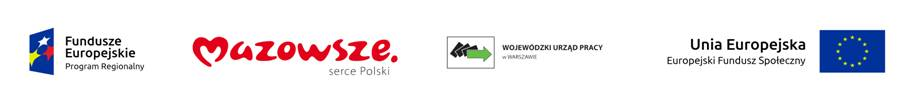 Fundusze
Europejskie
Program Regionalny
mazowsze.
serce Polski
WOJEWÓDZKI URZĄD PRACY
w WARSZAWIE
Unia Europejska
Europejski Fundusz Społeczny